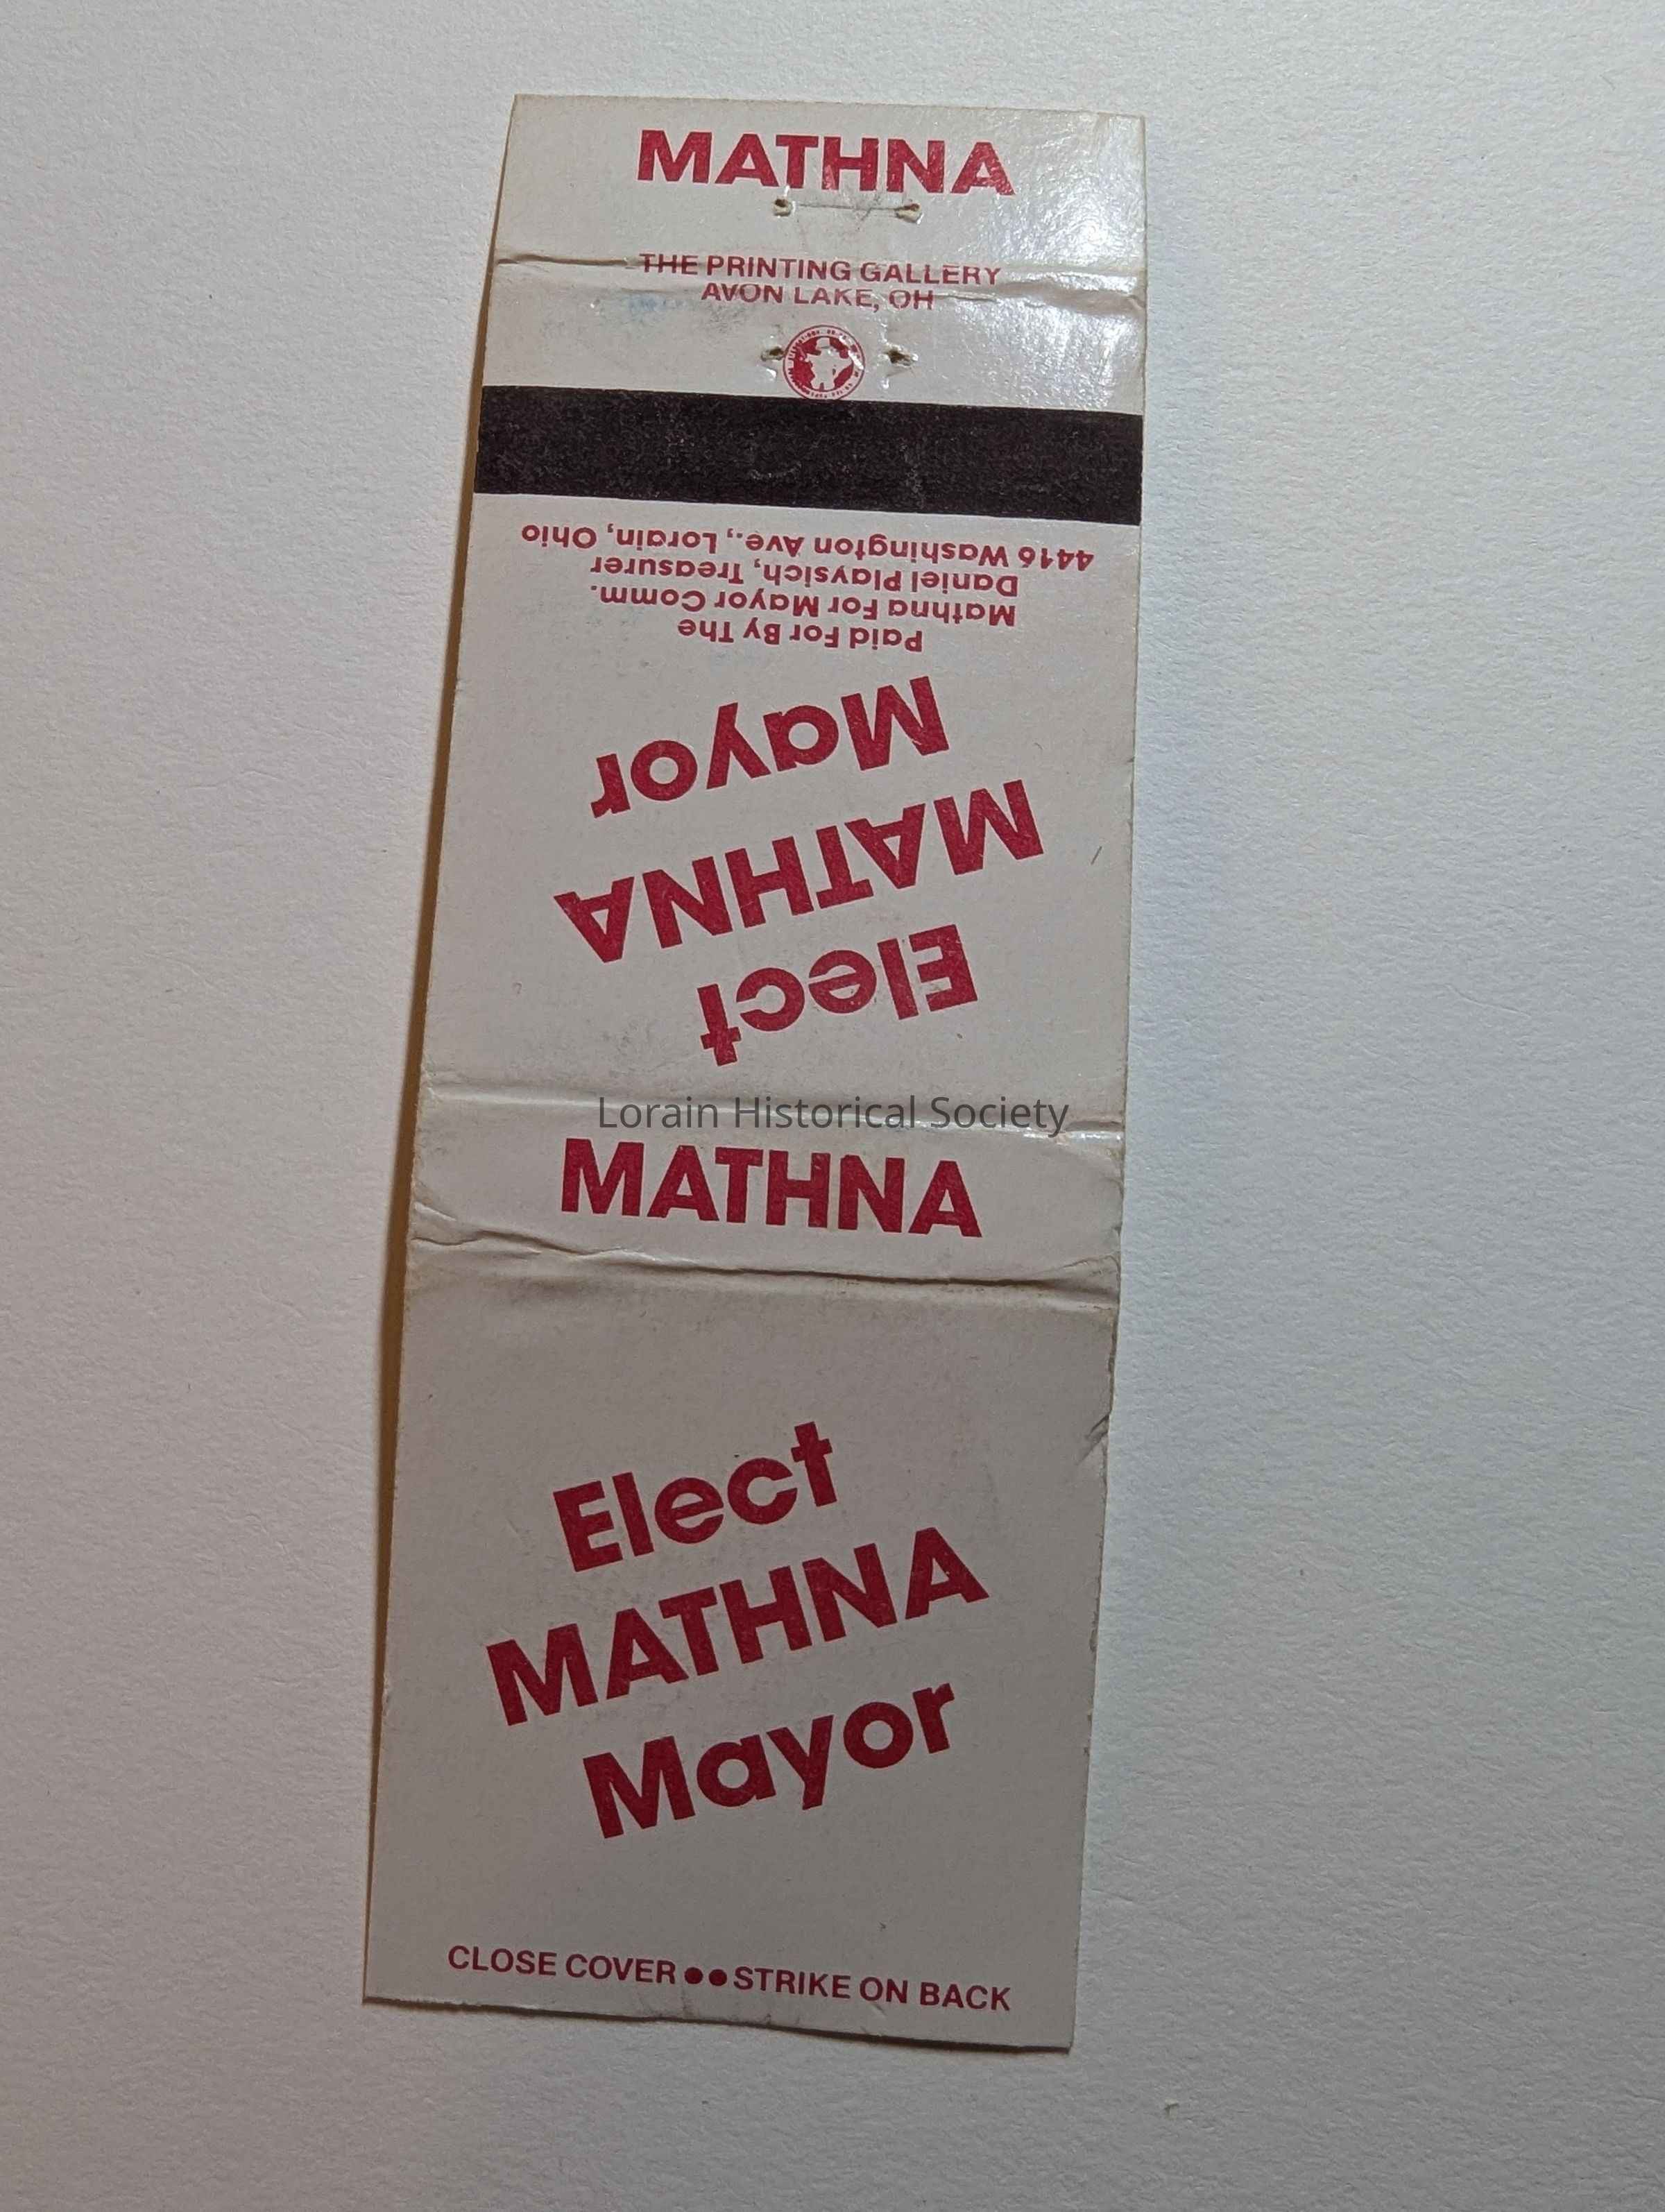 MATHNA
THE PRINTING GALLERY
AVON LAKE, OH
Elect
MATHNA
Mayor
Paid For By The
Mathna For Mayor Comm.
Daniel Playsich, Treasurer
4416 Washington Ave., Lorain, Ohio
Lorain Historical Society
MATHNA
Elect
MATHNA
Mayor
CLOSE COVER ●● STRIKE ON BACK